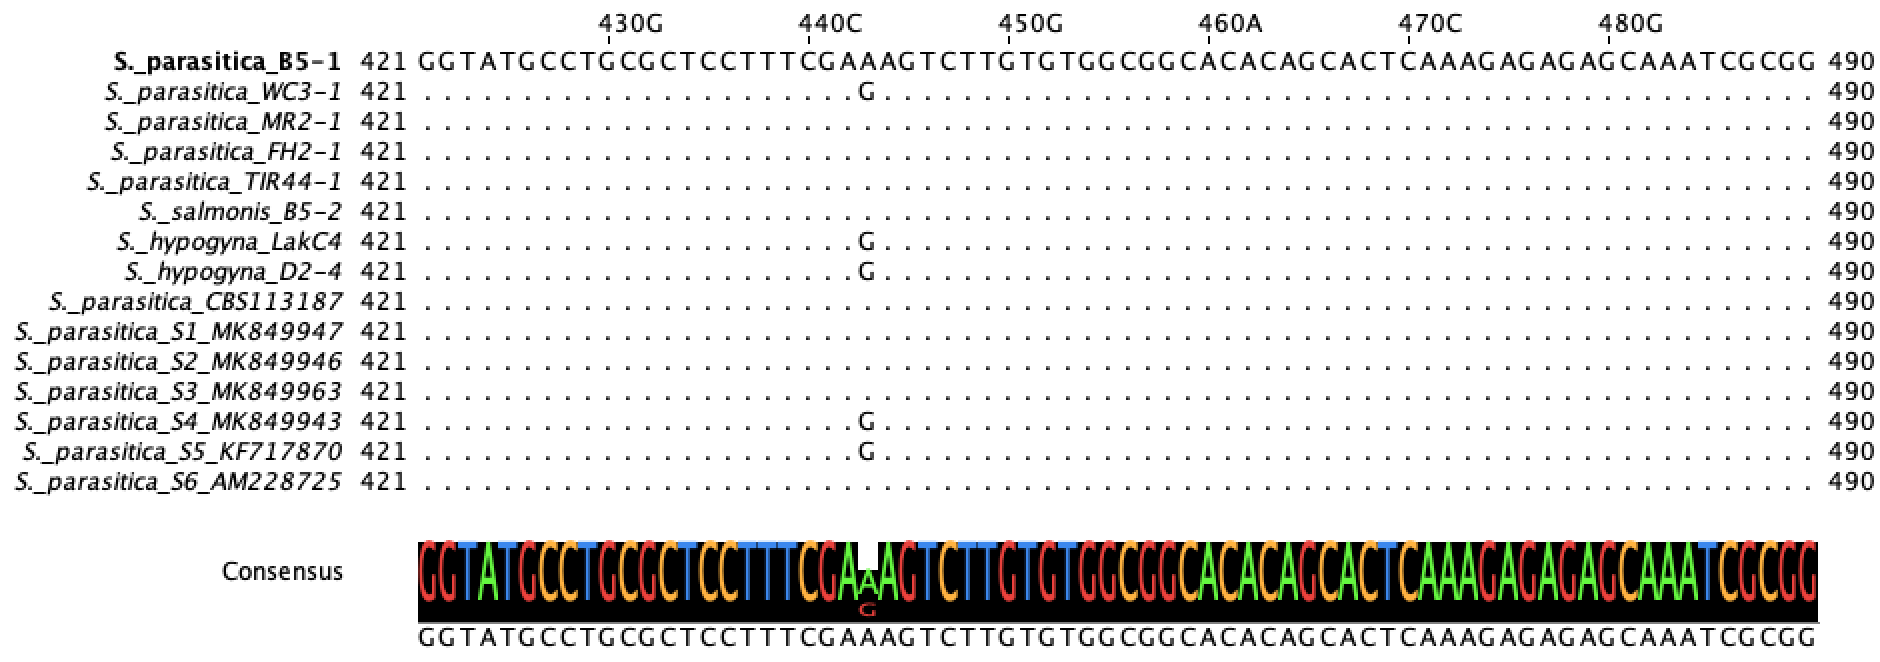 430G 440C 450G 460A 470C 480G
S._parasitica_B5-1 421 GGTATGCCTGCGCTCCTTTCGAAAGTCTTGTGTGGCGGCACACAGCACTCAAAGAGAGAGCAAATCGCGG 490
S._parasitica_WC3-1 421 ......................G............................................... 490
S._parasitica_MR2-1 421 ...................................................................... 490
S._parasitica_FH2-1 421 ...................................................................... 490
S._parasitica_TIR44-1 421 ...................................................................... 490
S._salmonis_B5-2 421 ...................................................................... 490
S._hypogyna_LakC4 421 ......................G............................................... 490
S._hypogyna_D2-4 421 ......................G............................................... 490
S._parasitica_CBS113187 421 ...................................................................... 490
S._parasitica_S1_MK849947 421 ...................................................................... 490
S._parasitica_S2_MK849946 421 ...................................................................... 490
S._parasitica_S3_MK849963 421 ...................................................................... 490
S._parasitica_S4_MK849943 421 ......................G............................................... 490
S._parasitica_S5_KF717870 421 ......................G............................................... 490
S._parasitica_S6_AM228725 421 ...................................................................... 490
Consensus GGTATGCCTGCGCTCCTTTCGAAAGTCTTGTGTGGCGGCACACAGCACTCAAAGAGAGAGCAAATCGCGG
G
GGTATGCCTGCGCTCCTTTCGAAAGTCTTGTGTGGCGGCACACAGCACTCAAAGAGAGAGCAAATCGCGG